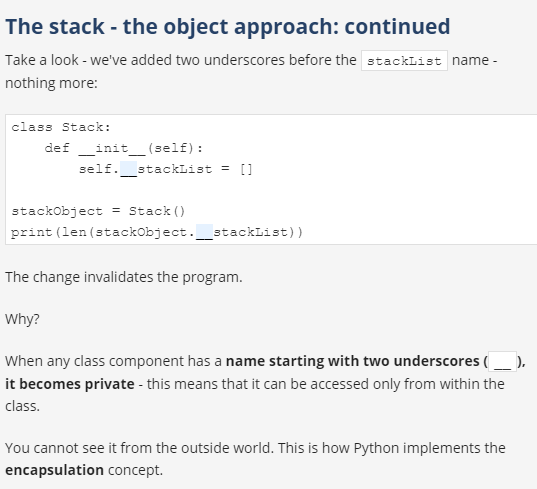 The stack - the object approach: continued
Take a look - we've added two underscores before the stackList name -
nothing more:
class Stack:
    def __init__(self):
        self.__stackList = []

stackObject = Stack()
print(len(stackObject.__stackList))
The change invalidates the program.
Why?
When any class component has a name starting with two underscores ( __ ),
it becomes private - this means that it can be accessed only from within the
class.
You cannot see it from the outside world. This is how Python implements the
encapsulation concept.